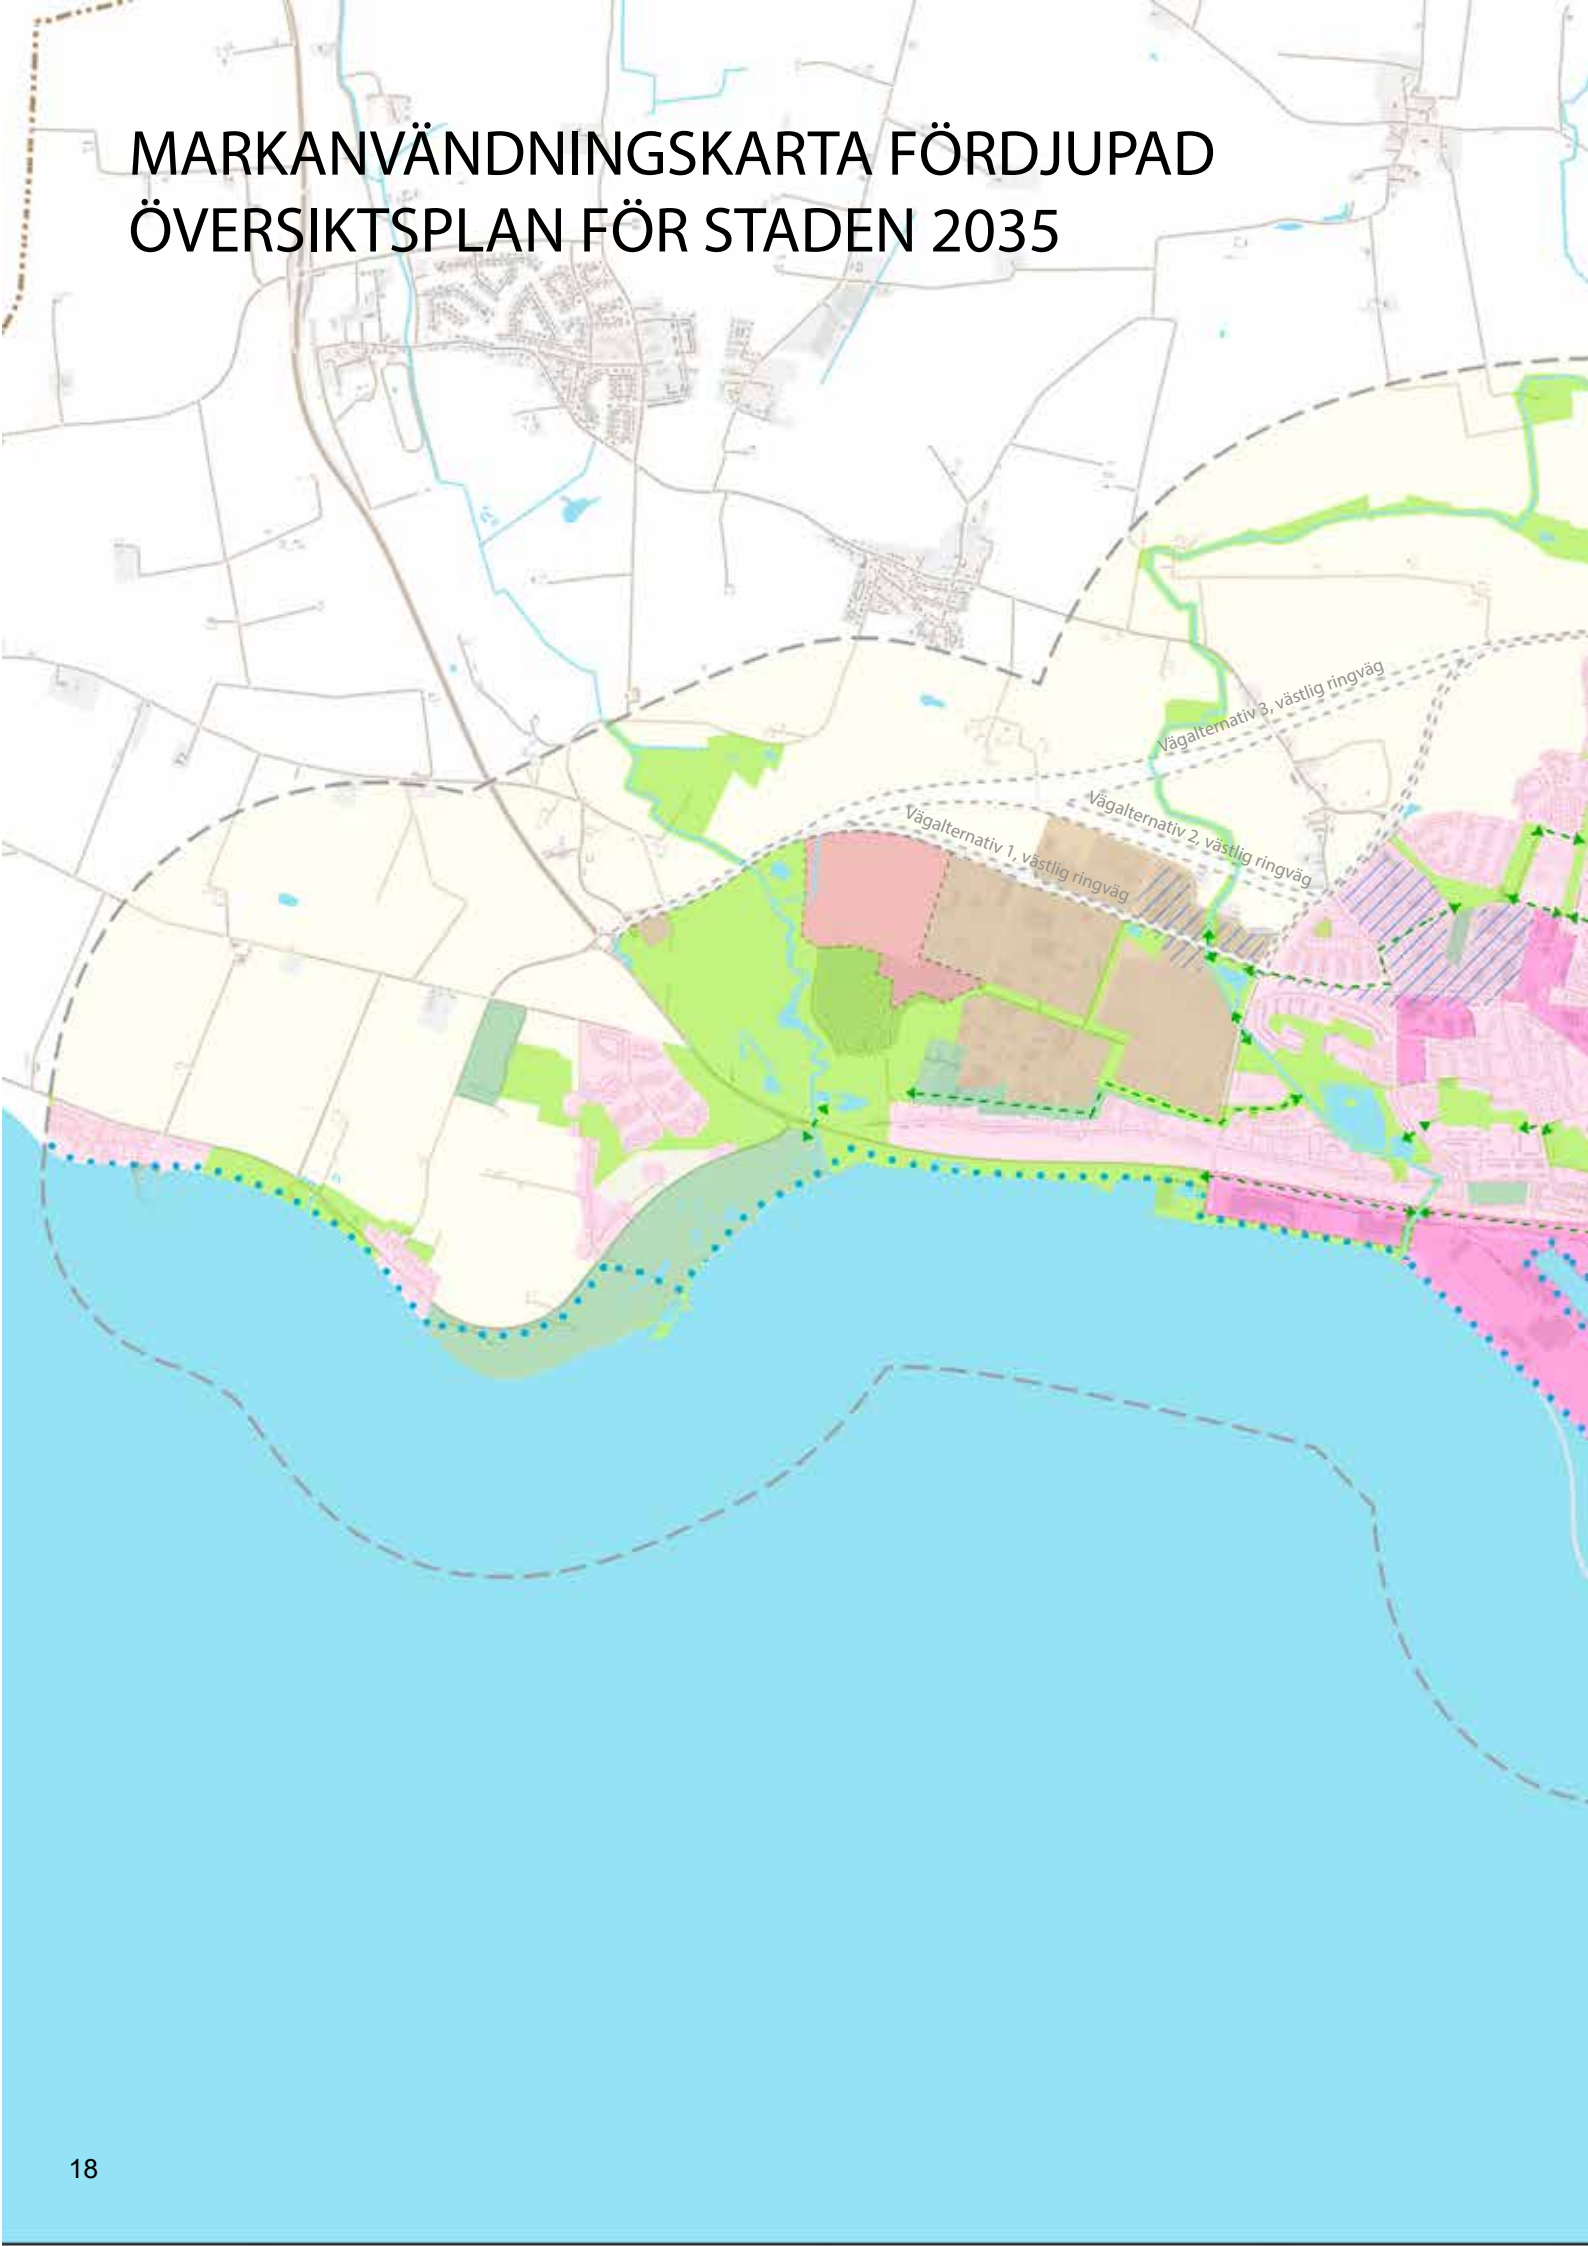 MARKANVÄNDNINGSKARTA FÖRDJUPAD
ÖVERSIKTSPLAN FÖR STADEN 2035
Vägalternativ 3, västlig ringväg
Vägalternativ 2, västlig ringväg
Vägalternativ 1, västlig ringväg
18